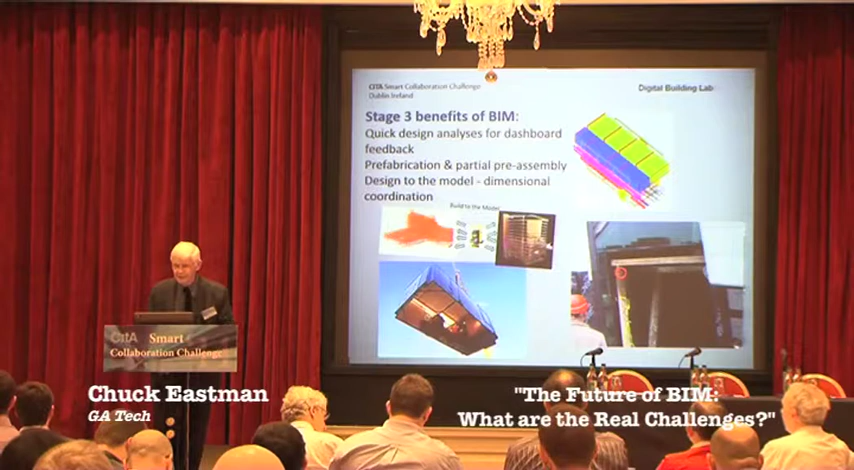 CITA Smart Collaboration Challenge
Dublin Ireland
Digital Building Lab
Stage 3 benefits of BIM:
Quick design analyses for dashboard
feedback
Prefabrication & partial pre-assembly
Design to the model - dimensional
coordination
Build to the Model
CitA Smart
Collaboration Challenge
Chuck Eastman
GA Tech
"The Future of BIM:
What are the Real Challenges?"